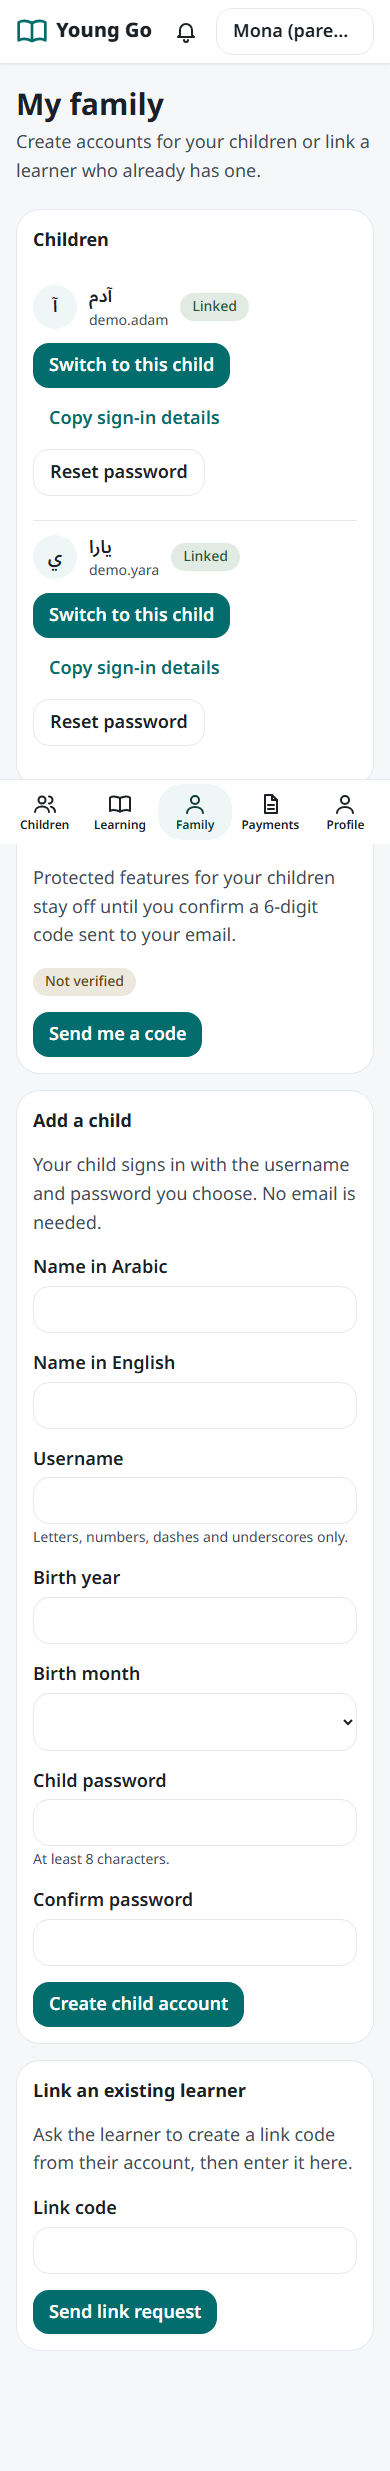 Young Go
Mona (pare...
My family
Create accounts for your children or link a
learner who already has one.
Children
آ
آدم
demo.adam
Linked
Switch to this child
Copy sign-in details
Reset password
ي
يارا
demo.yara
Linked
Switch to this child
Copy sign-in details
Reset password
Children
Learning
Family
Payments
Profile
Protected features for your children
stay off until you confirm a 6-digit
code sent to your email.
Not verified
Send me a code
Add a child
Your child signs in with the username
and password you choose. No email is
needed.
Name in Arabic
Name in English
Username
Letters, numbers, dashes and underscores only.
Birth year
Birth month
Child password
At least 8 characters.
Confirm password
Create child account
Link an existing learner
Ask the learner to create a link code
from their account, then enter it here.
Link code
Send link request